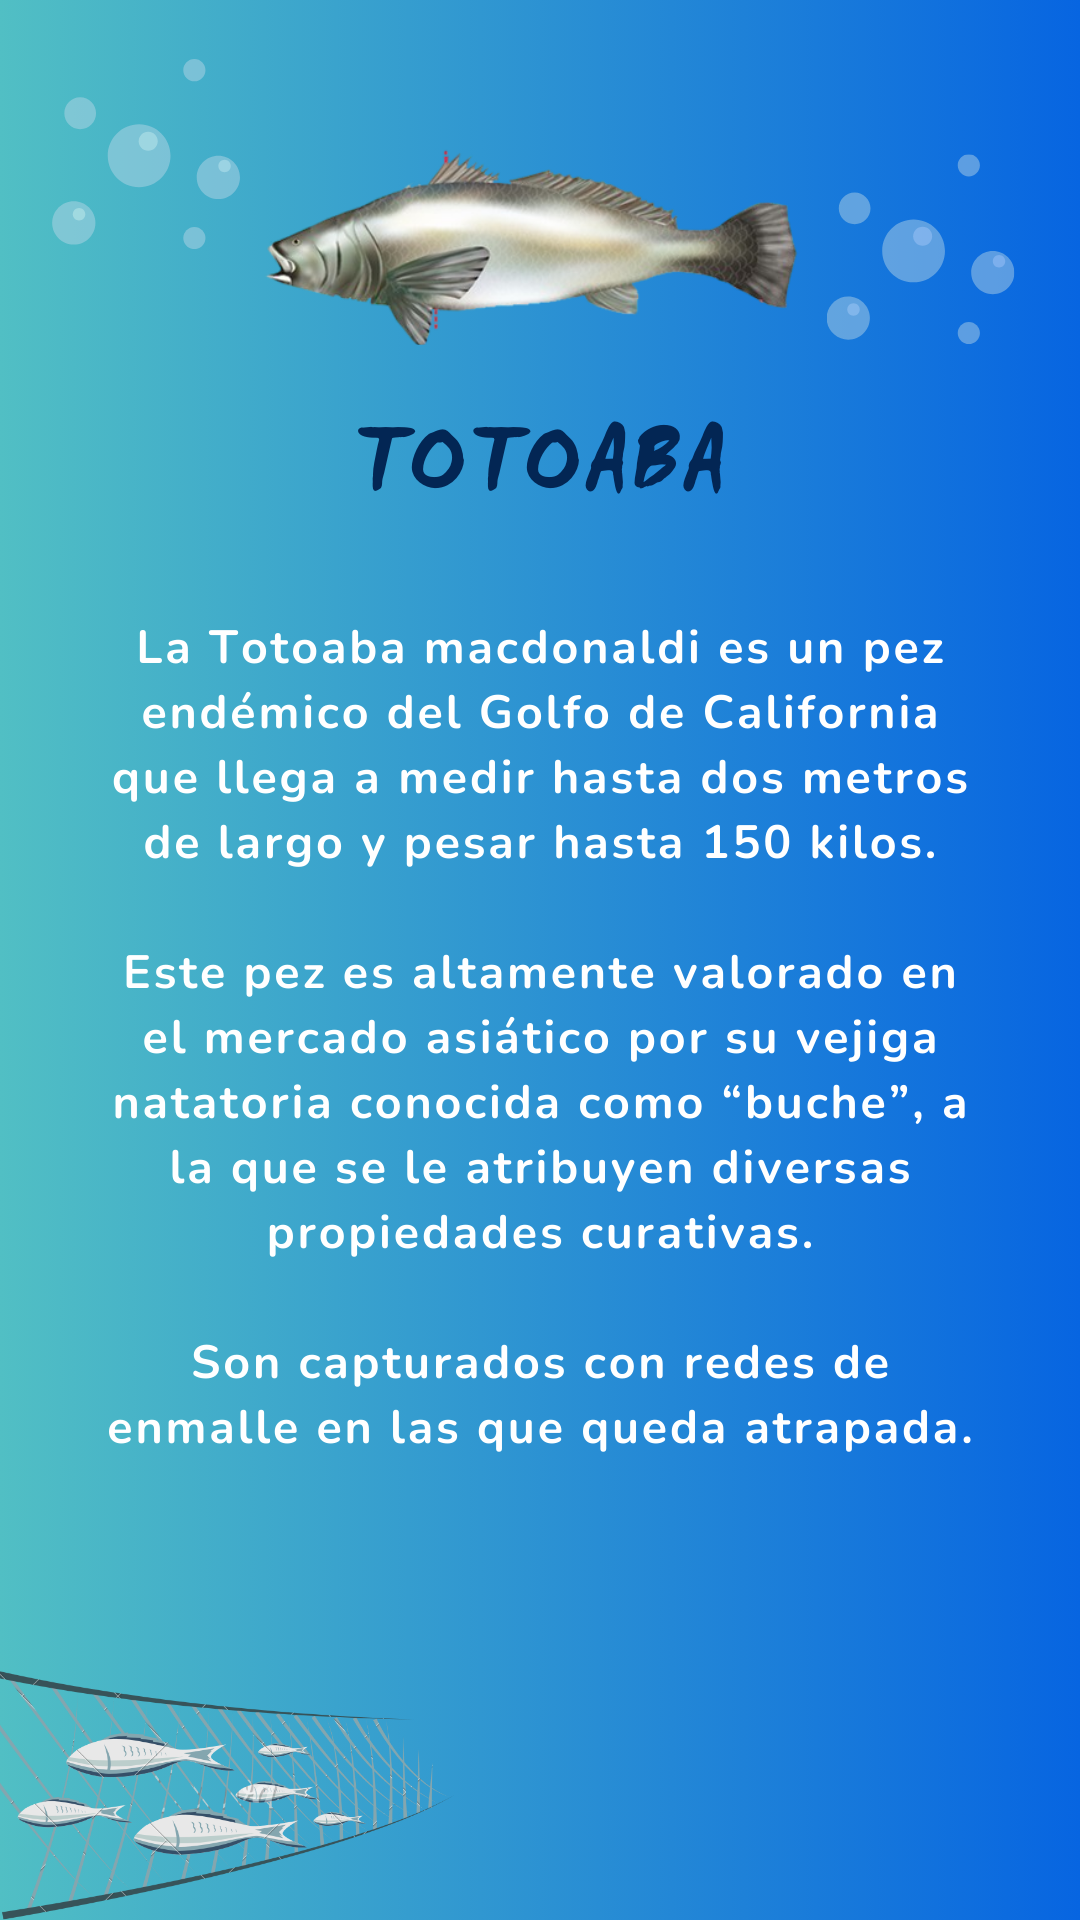 TOTOABA
La Totoaba macdonaldi es un pez
endémico del Golfo de California
que llega a medir hasta dos metros
de largo y pesar hasta 150 kilos.
Este pez es altamente valorado en
el mercado asiático por su vejiga
natatoria conocida como “buche”, a
la que se le atribuyen diversas
propiedades curativas.
Son capturados con redes de
enmalle en las que queda atrapada.